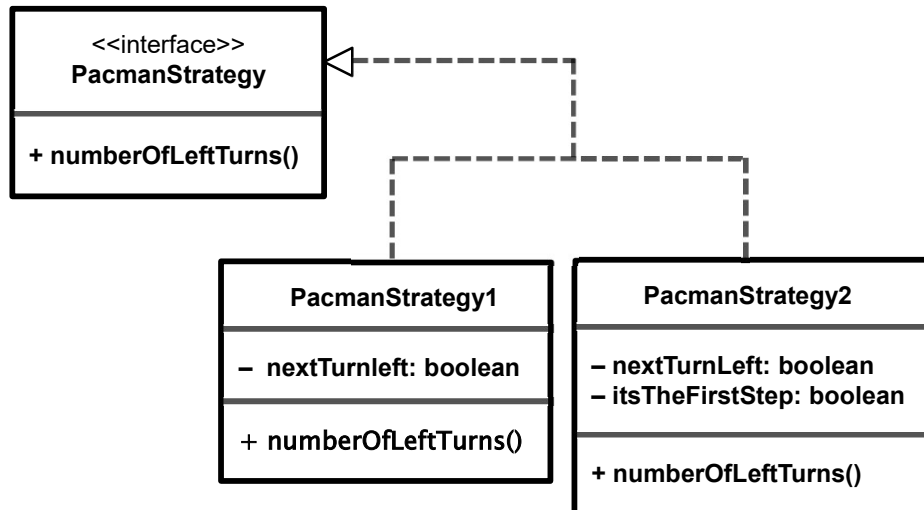 <<interface>>
PacmanStrategy
+ numberOfLeftTurns()
PacmanStrategy1
– nextTurnleft: boolean
+ numberOfLeftTurns()
PacmanStrategy2
– nextTurnLeft: boolean
– itsTheFirstStep: boolean
+ numberOfLeftTurns()